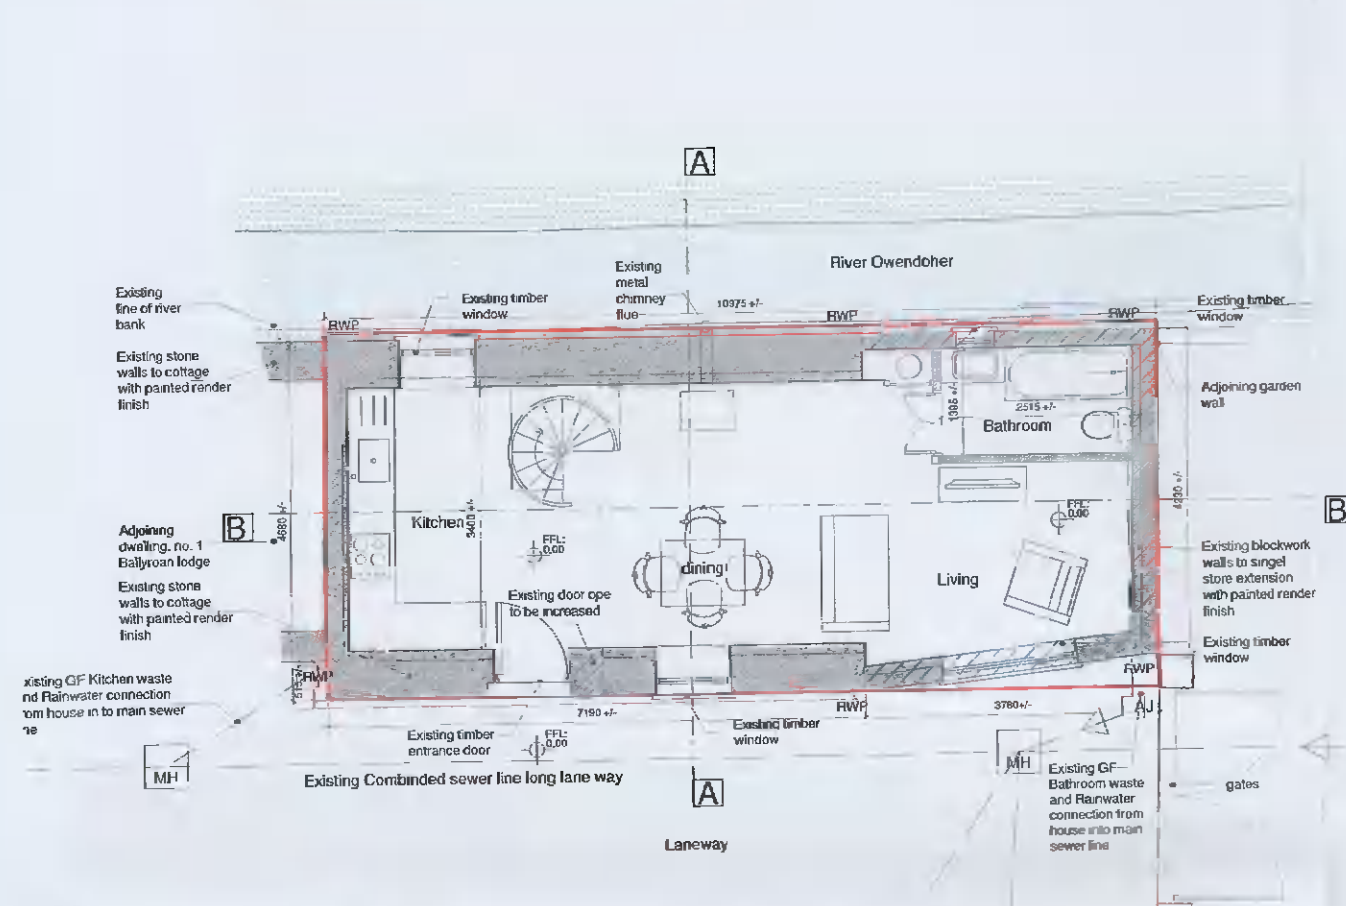 A
River Owendoher
Existing
metal
chimney
flue
10975 +/-
Existing timber
window
Existing
line of river
bank
RWP
RWP
RWP
Existing timber
window
Existing stone
walls to cottage
with painted render
finish
Adjoining garden
wall
1395 +/-
2515 +/-
Bathroom
4680 +/-
B
Kitchen
3400 +/-
FFL:
0.00
FFL:
0.00
4230 +/-
B
Adjoining
dwelling. no. 1
Ballyroan lodge
dining
Living
Existing blockwork
walls to singel
store extension
with painted render
finish
Existing stone
walls to cottage
with painted render
finish
Existing door ope
to be increased
Existing timber
window
xisting GF Kitchen waste
nd Rainwater connection
om house in to main sewer
ne
RWP
RWP
RWP
7190 +/-
3780+/-
AJ
Existing timber
entrance door
FFL:
0.00
Existing timber
window
MH
MH
Existing Combinded sewer line long lane way
A
Existing GF
Bathroom waste
and Rainwater
connection from
house into main
sewer line
gates
Laneway